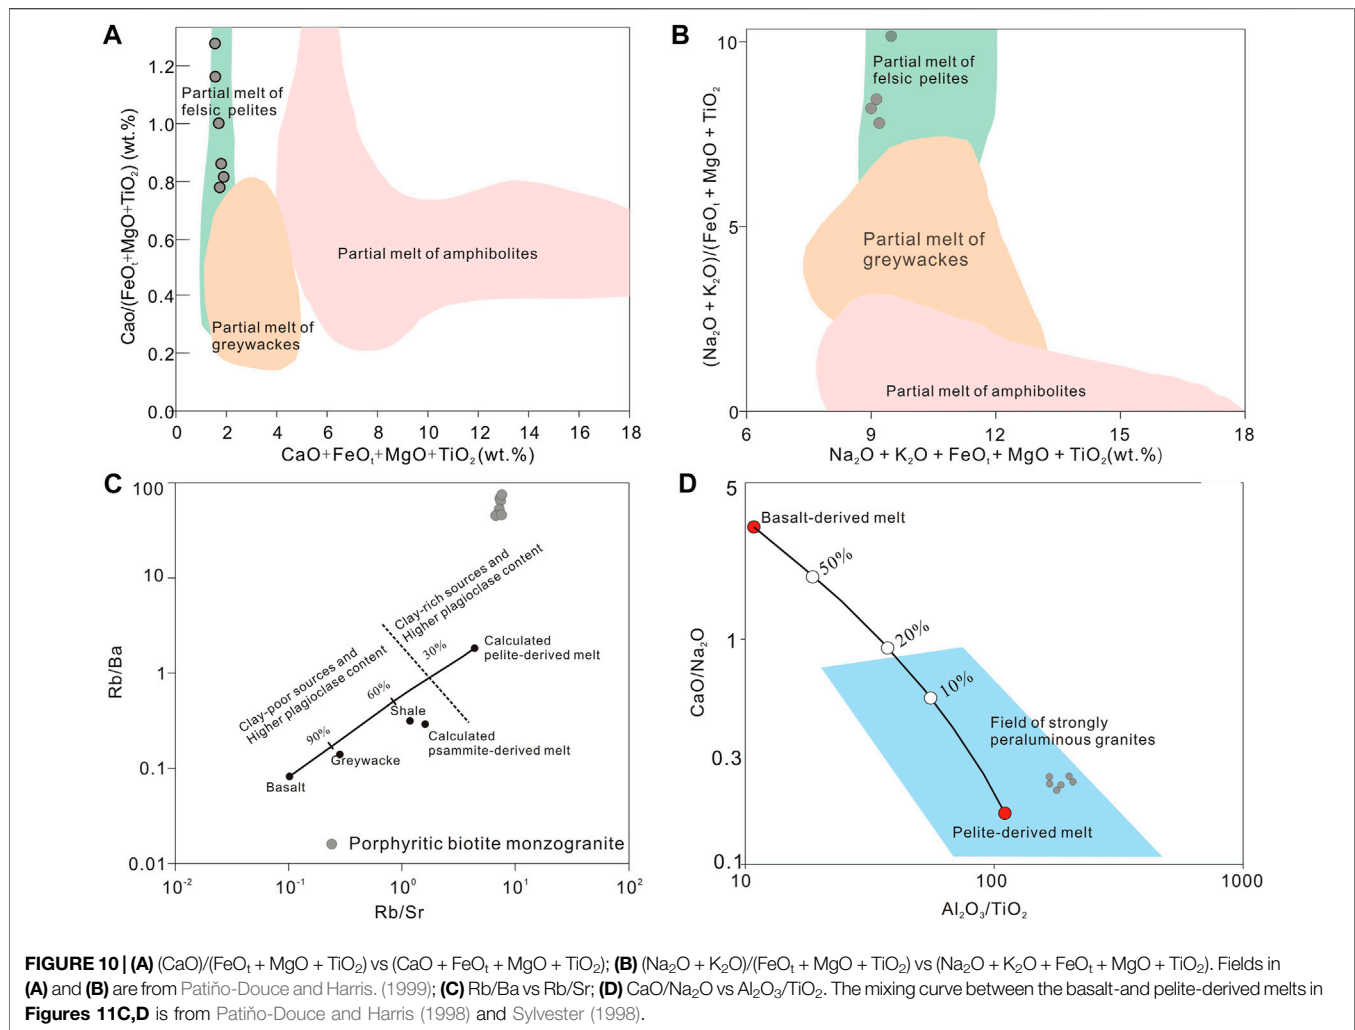 A
1.2
1.0
0.8
0.6
0.4
0.2
0.0
Cao/(FeOₜ+MgO+TiO₂) (wt.%)
Partial melt of
felsic pelites
Partial melt of amphibolites
Partial melt of
greywackes
0 2 4 6 8 10 12 14 16 18
CaO+FeOₜ+MgO+TiO₂(wt.%)
B
10
5
0
(Na₂O + K₂O)/(FeOₜ + MgO + TiO₂
Partial melt of
felsic pelites
Partial melt of
greywackes
Partial melt of amphibolites
6 9 12 15 18
Na₂O + K₂O + FeOₜ + MgO + TiO₂(wt.%)
C
100
10
1
0.1
0.01
Rb/Ba
Clay-rich sources and
Higher plagioclase content
Clay-poor sources and
Higher plagioclase content
30%
60%
90%
Calculated
pelite-derived melt
Shale
Calculated
psammite-derived melt
Greywacke
Basalt
Porphyritic biotite monzogranite
10⁻² 10⁻¹ 10⁰ 10¹ 10²
Rb/Sr
D
5
1
0.3
0.1
CaO/Na₂O
Basalt-derived melt
50%
20%
10%
Field of strongly
peraluminous granites
Pelite-derived melt
10 100 1000
Al₂O₃/TiO₂
FIGURE 10 | (A) (CaO)/(FeOₜ + MgO + TiO₂) vs (CaO + FeOₜ + MgO + TiO₂); (B) (Na₂O + K₂O)/(FeOₜ + MgO + TiO₂) vs (Na₂O + K₂O + FeOₜ + MgO + TiO₂). Fields in
(A) and (B) are from Patiňo-Douce and Harris. (1999); (C) Rb/Ba vs Rb/Sr; (D) CaO/Na₂O vs Al₂O₃/TiO₂. The mixing curve between the basalt-and pelite-derived melts in
Figures 11C,D is from Patiňo-Douce and Harris (1998) and Sylvester (1998).